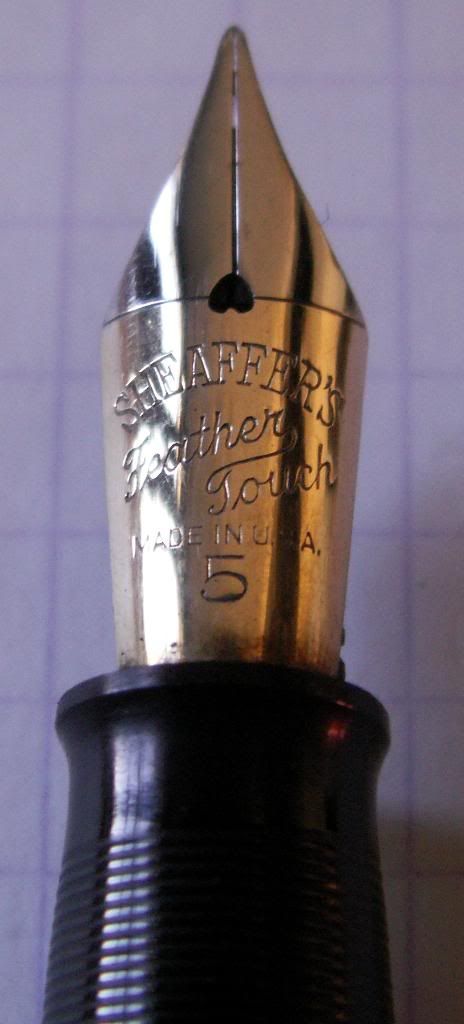 SHEAFFER'S
Feather
Touch
MADE IN U.S.A.
5